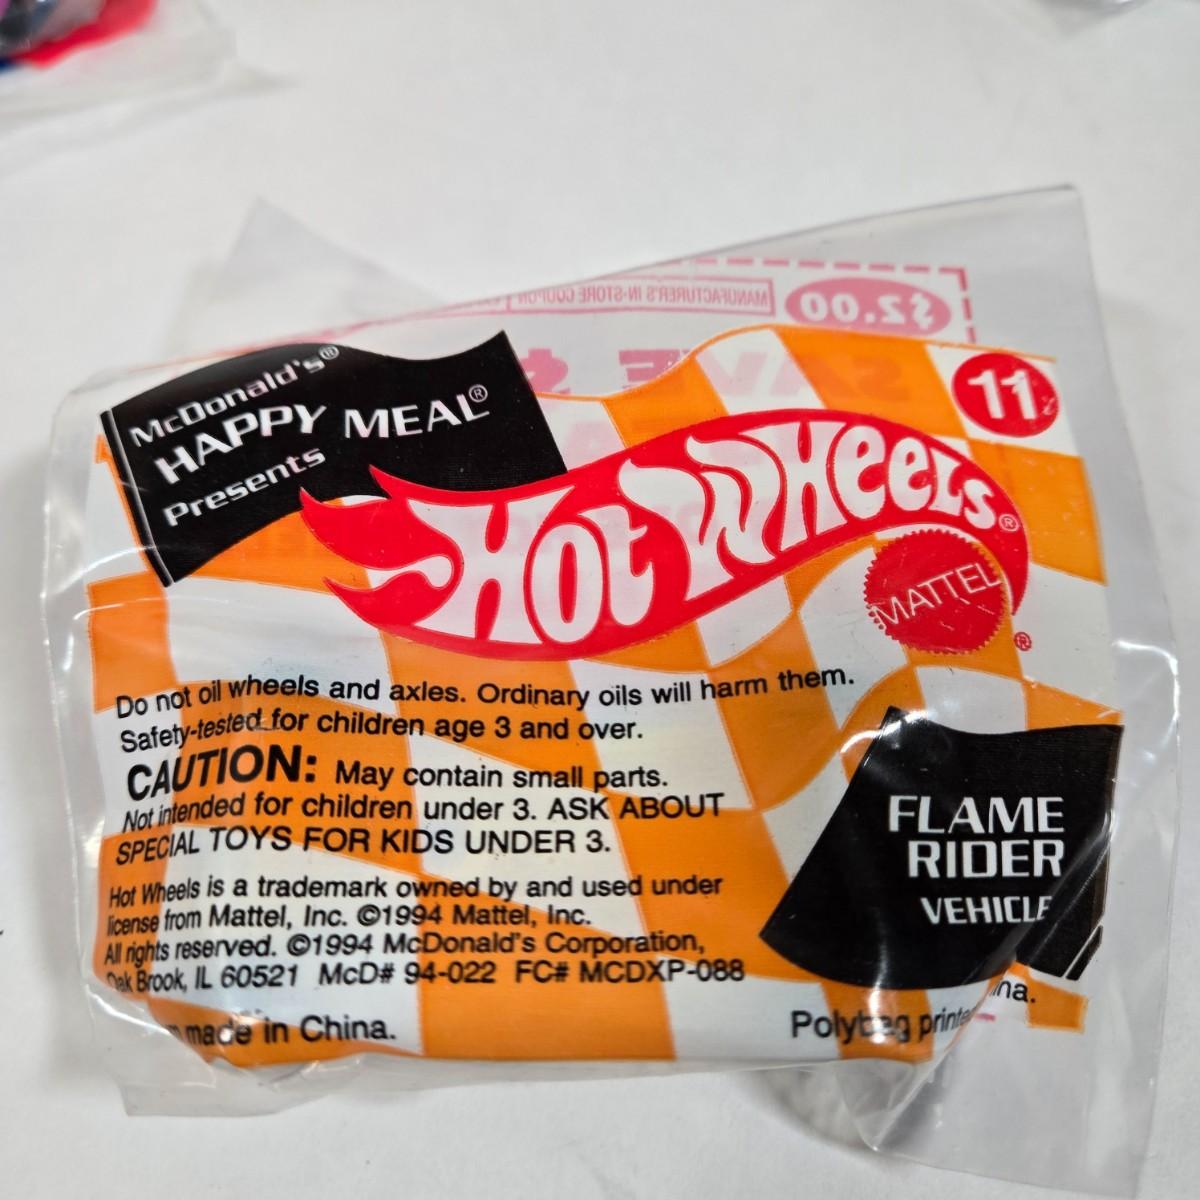 $2.00
MANUFACTURER'S IN-STORE COUPON
SAVE $
McDonald's®
HAPPY MEAL®
Presents
11
HOT WHEELS®
MATTEL
®
Do not oil wheels and axles. Ordinary oils will harm them.
Safety-tested for children age 3 and over.
CAUTION: May contain small parts.
Not intended for children under 3. ASK ABOUT
SPECIAL TOYS FOR KIDS UNDER 3.
Hot Wheels is a trademark owned by and used under
license from Mattel, Inc. ©1994 Mattel, Inc.
All rights reserved. ©1994 McDonald's Corporation,
Oak Brook, IL 60521 McD# 94-022 FC# MCDXP-088
made in China.
FLAME
RIDER
VEHICLE
Polybag printe
ina.